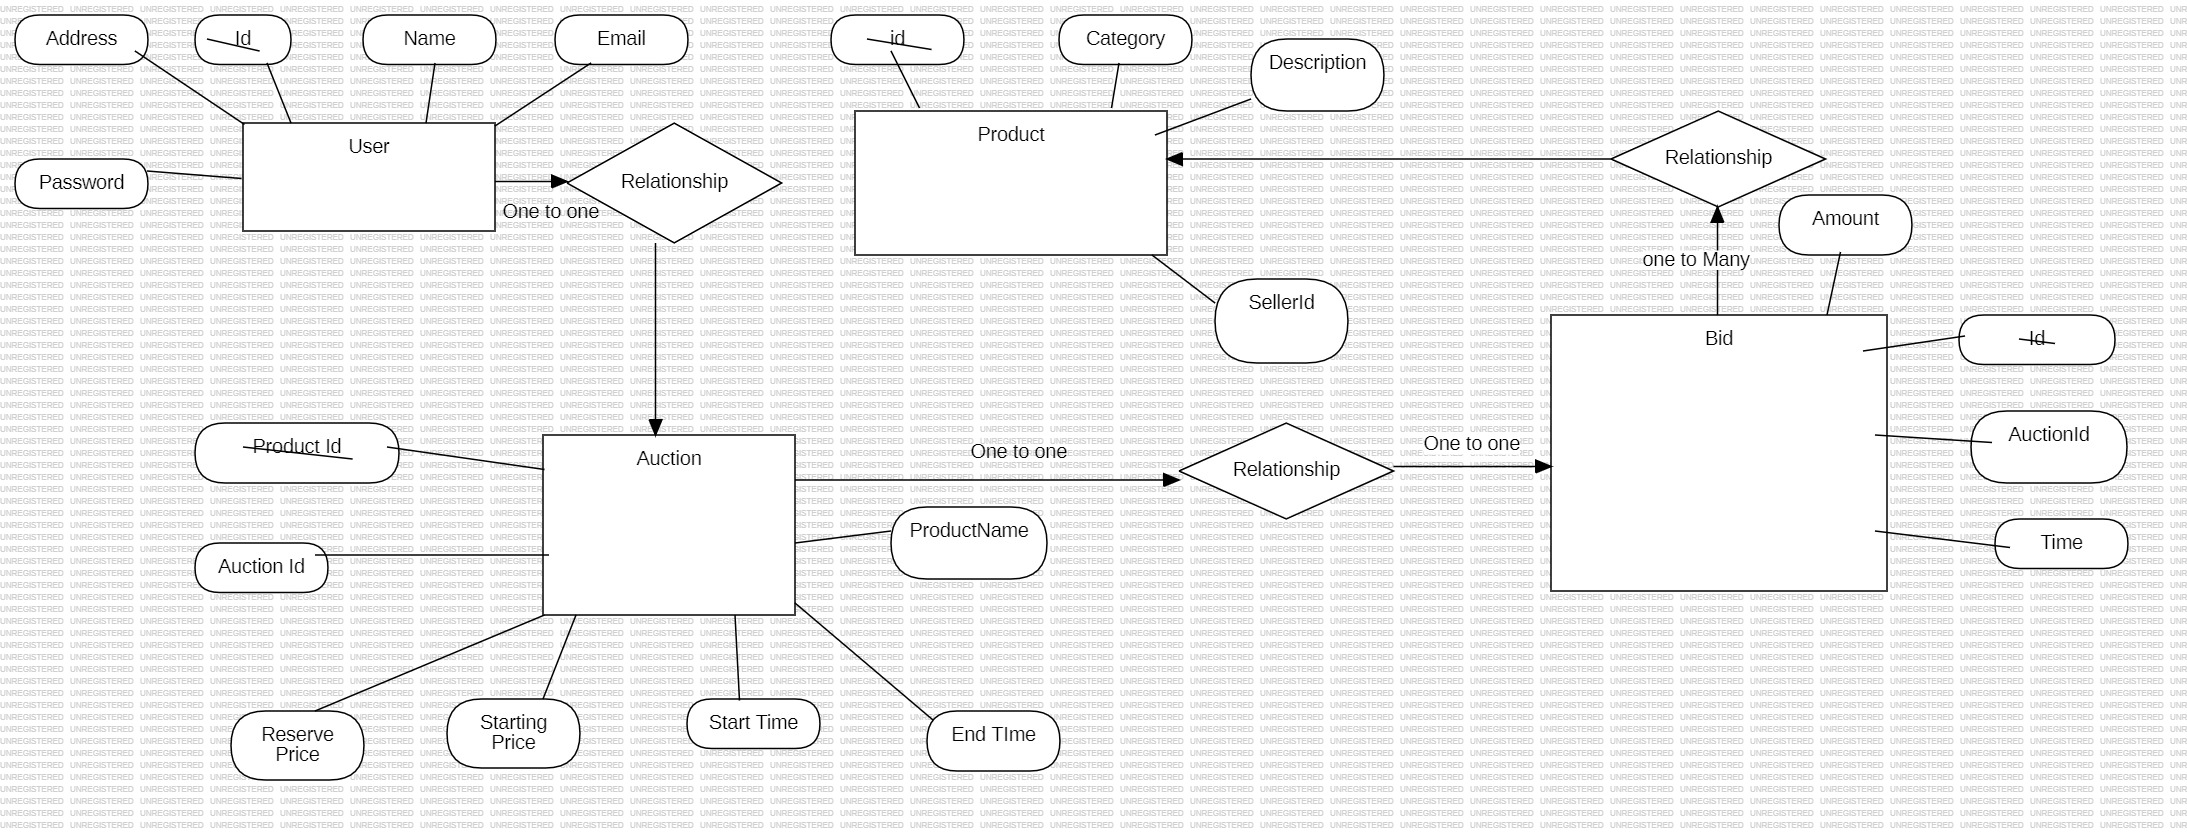 Address
Id
Name
Email
id
Category
Description
User
Product
Password
Relationship
One to one
Relationship
Amount
one to Many
SellerId
Bid
Id
Product Id
Auction
One to one
Relationship
One to one
AuctionId
ProductName
Time
Auction Id
Reserve
Price
Starting
Price
Start Time
End TIme
UNREGISTERED